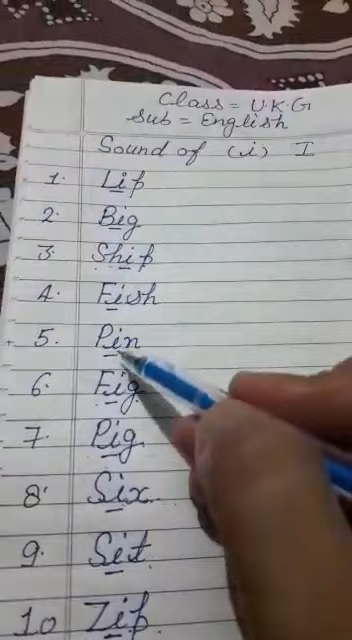 Class = U.K.G
Sub = English
Sound of (i) I
1. Lip
2. Big
3. Ship
4. Fish
5. Pin
6. Fig
7. Pig.
8. Six.
9. Sit
10 Zip.